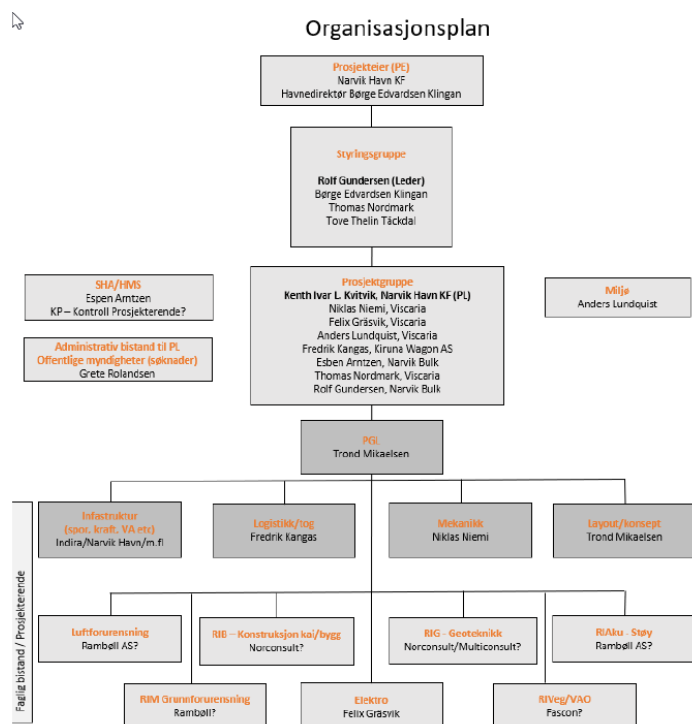 Organisasjonsplan
Prosjekteier (PE)
Narvik Havn KF
Havnedirektør Børge Edvardsen Klingan
Styringsgruppe
Rolf Gundersen (Leder)
Børge Edvardsen Klingan
Thomas Nordmark
Tove Thelin Täckdal
SHA/HMS
Espen Arntzen
KP – Kontroll Prosjekterende?
Administrativ bistand til PL
Offentlige myndigheter (søknader)
Grete Rolandsen
Prosjektgruppe
Kenth Ivar L. Kvitvik, Narvik Havn KF (PL)
Niklas Niemi, Viscaria
Felix Gräsvik, Viscaria
Anders Lundquist, Viscaria
Fredrik Kangas, Kiruna Wagon AS
Esben Arntzen, Narvik Bulk
Thomas Nordmark, Viscaria
Rolf Gundersen, Narvik Bulk
Miljø
Anders Lundquist
PGL
Trond Mikaelsen
Faglig bistand / Prosjekterende
Infastruktur
(spor, kraft, VA etc)
Indira/Narvik Havn/m.fl
Logistikk/tog
Fredrik Kangas
Mekanikk
Niklas Niemi
Layout/konsept
Trond Mikaelsen
Luftforurensning
Rambøll AS?
RIB – Konstruksjon kai/bygg
Norconsult?
RIG - Geoteknikk
Norconsult/Multiconsult?
RIAku - Støy
Rambøll AS?
RIM Grunnforurensning
Rambøll?
Elektro
Felix Gräsvik
RIVeg/VAO
Fascon?